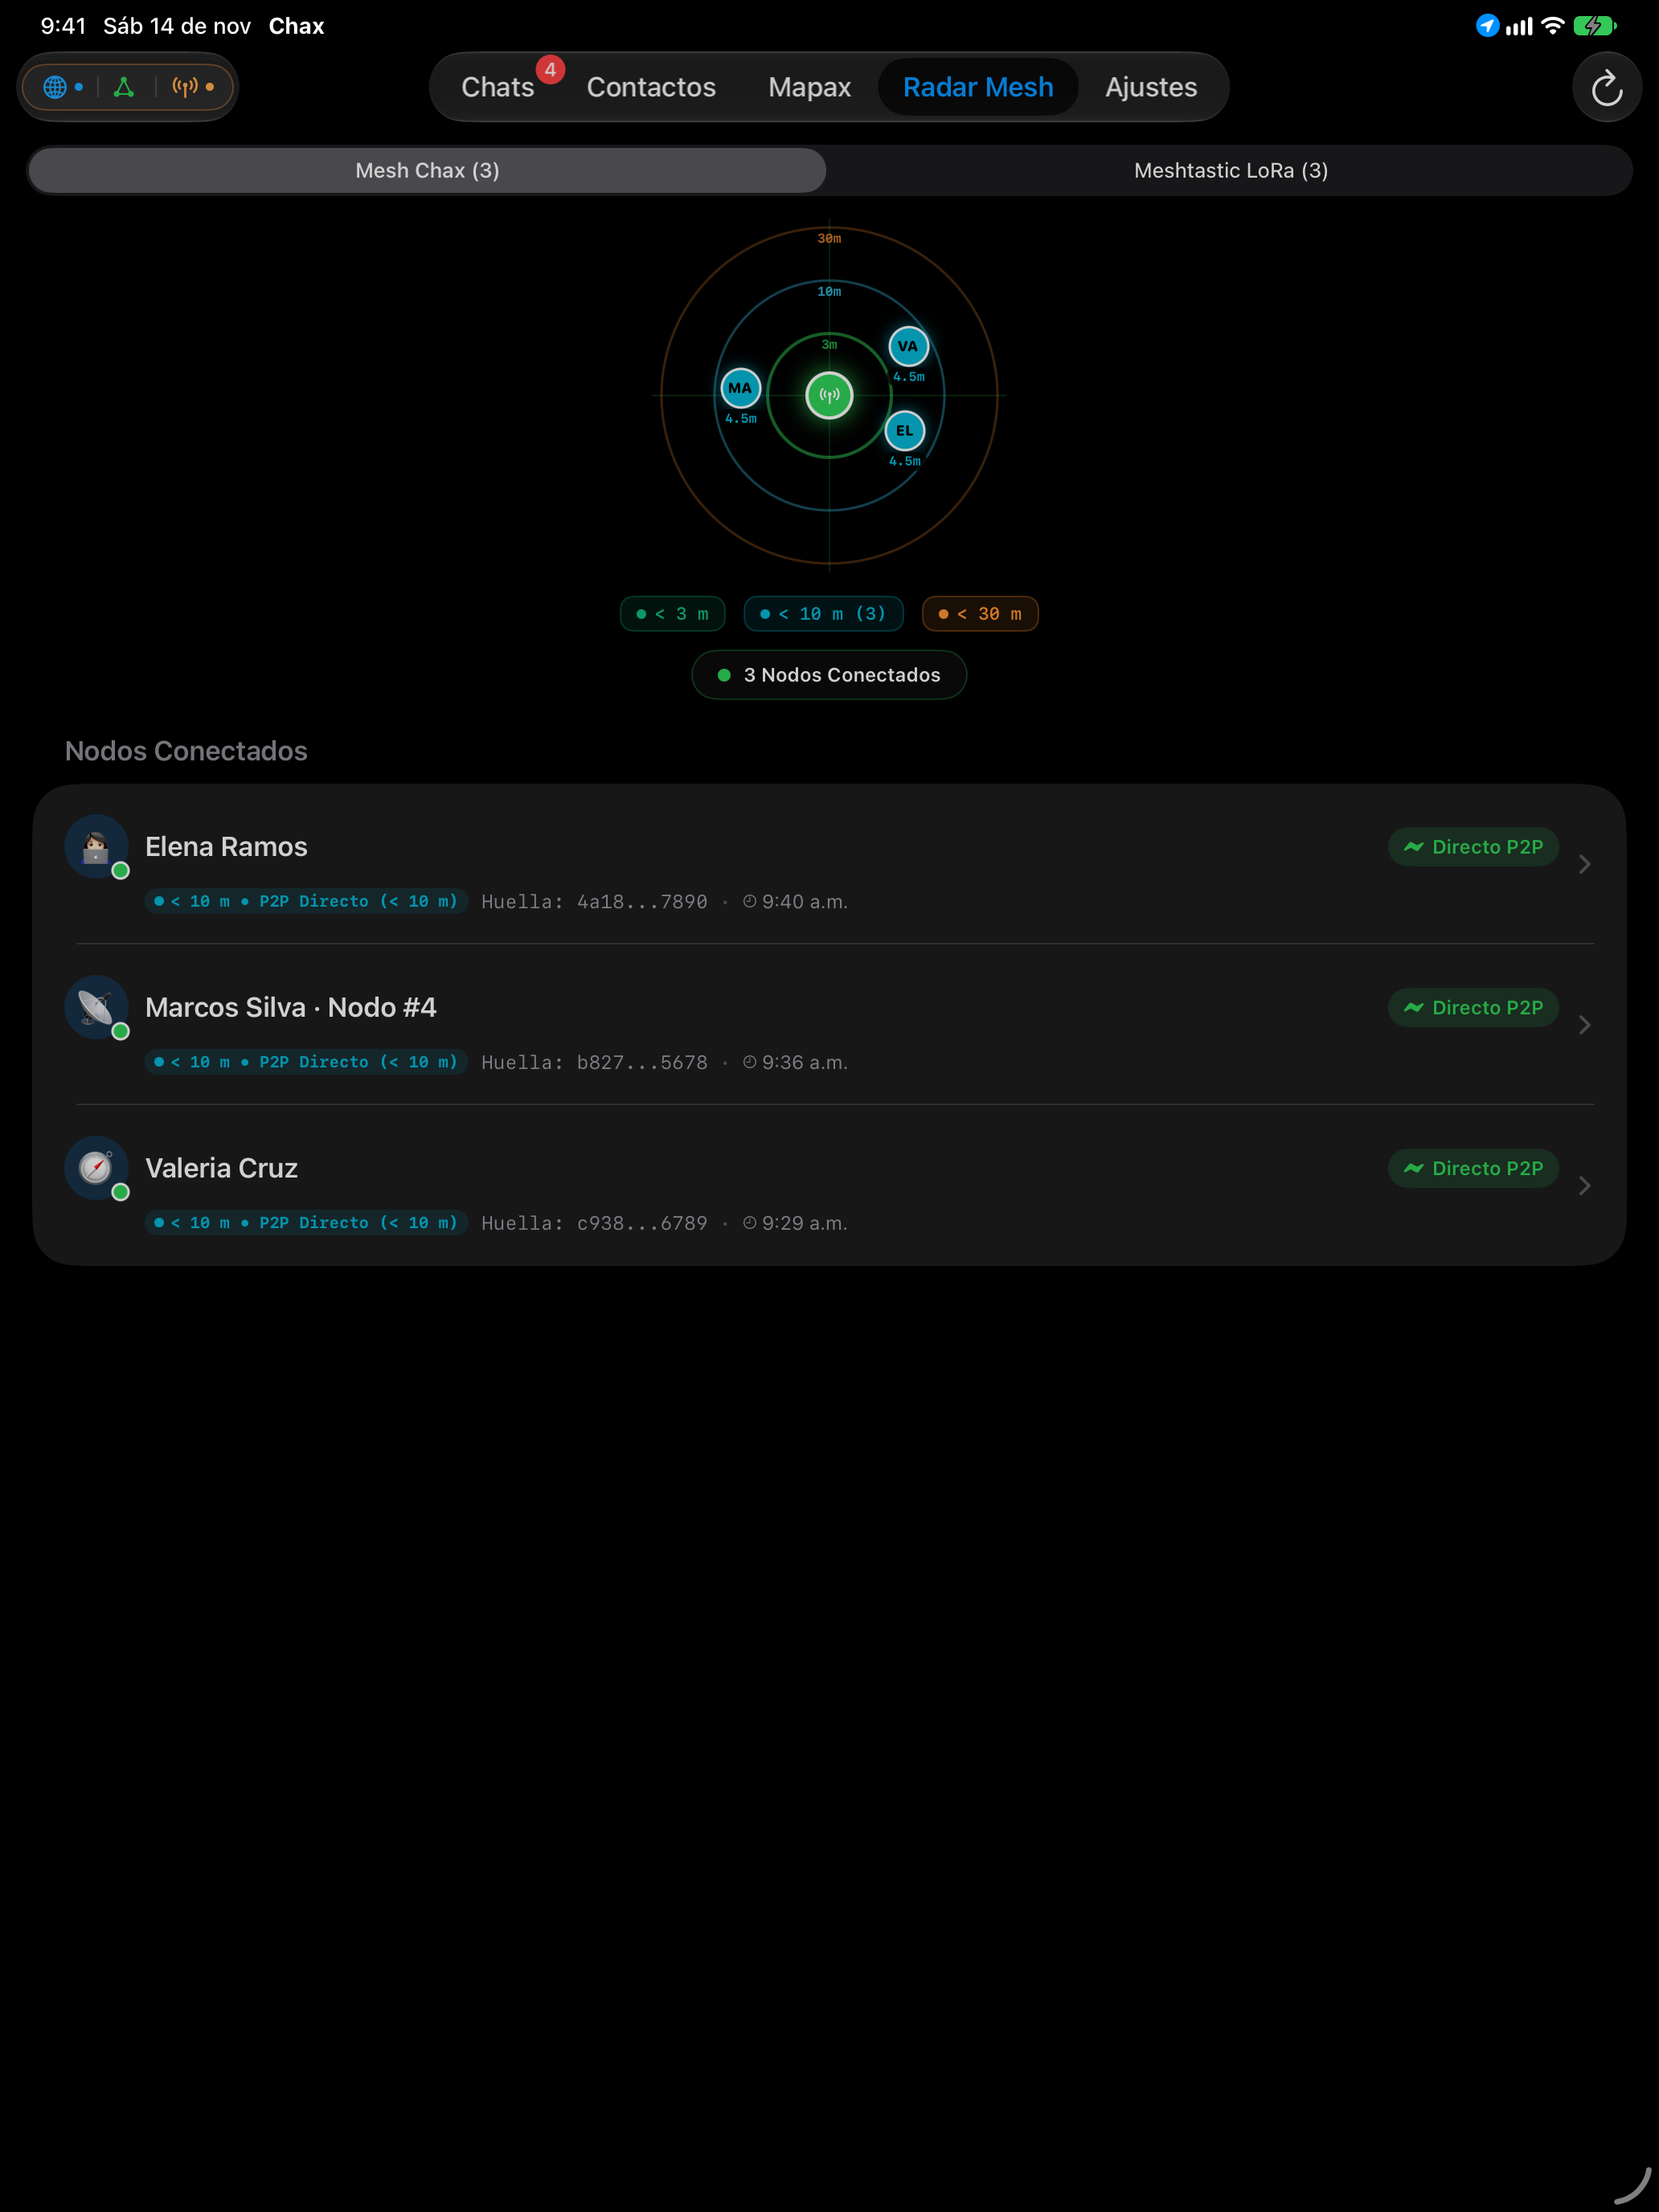 9:41 Sáb 14 de nov Chax
Chats 4 Contactos Mapax Radar Mesh Ajustes
Mesh Chax (3) Meshtastic LoRa (3)
30m
10m
3m
VA
4.5m
MA
4.5m
EL
4.5m
< 3 m < 10 m (3) < 30 m
3 Nodos Conectados
Nodos Conectados
Elena Ramos Directo P2P
< 10 m • P2P Directo (< 10 m) Huella: 4a18...7890 · 9:40 a.m.
Marcos Silva · Nodo #4 Directo P2P
< 10 m • P2P Directo (< 10 m) Huella: b827...5678 · 9:36 a.m.
Valeria Cruz Directo P2P
< 10 m • P2P Directo (< 10 m) Huella: c938...6789 · 9:29 a.m.